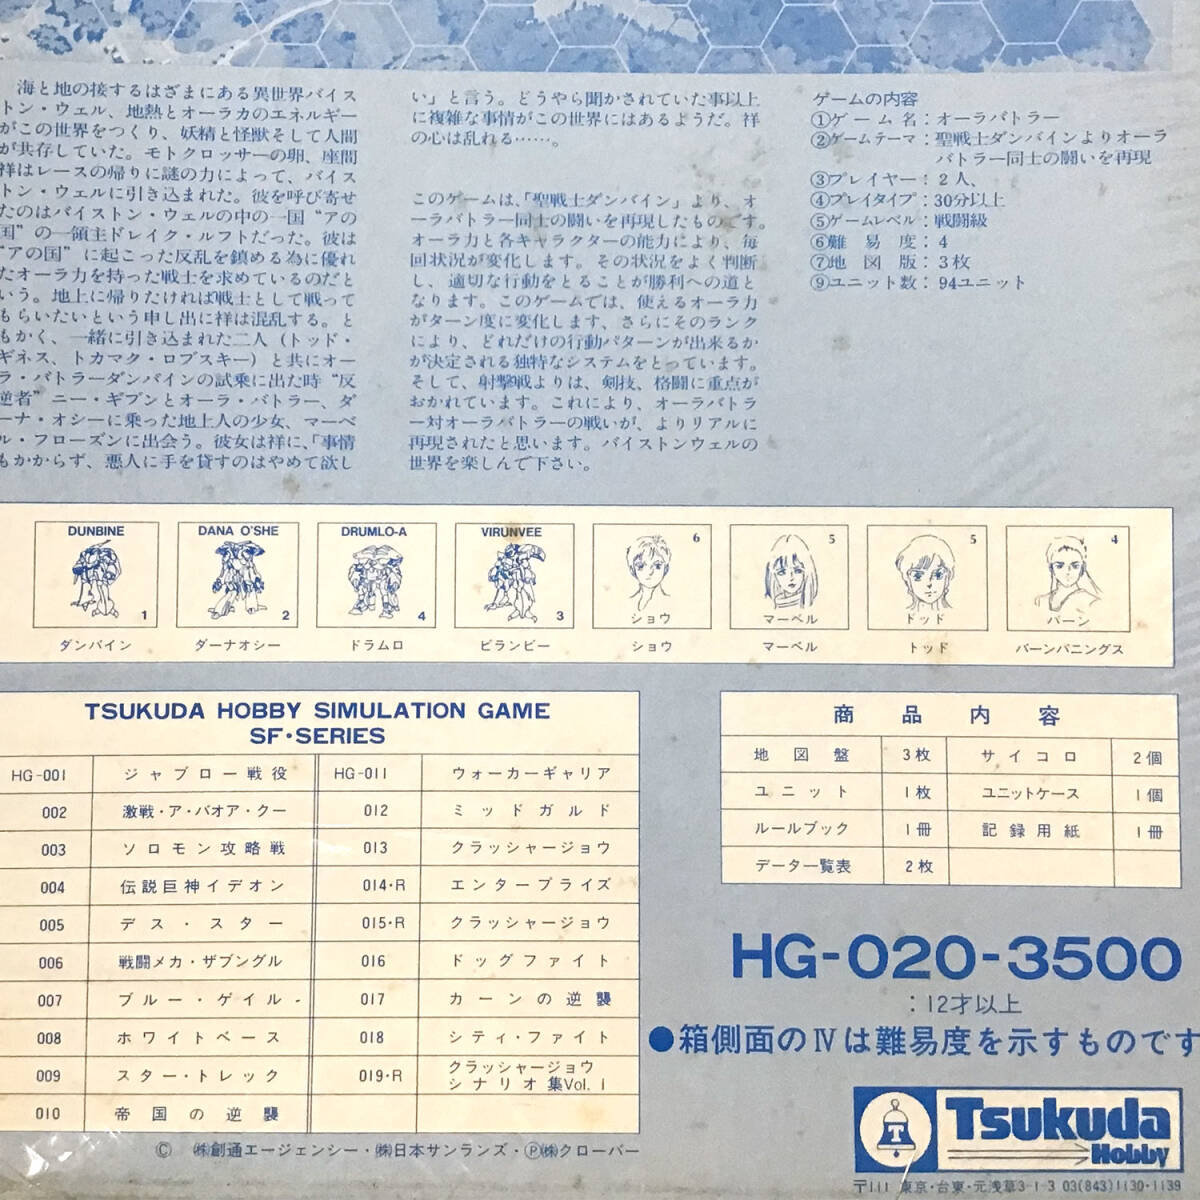 海と地の接するはざまにある異世界バイス
トン・ウェル、地熱とオーラ力のエネルギー
がこの世界をつくり、妖精と怪獣そして人間
が共存していた。モトクロッサーの卵、座間
祥はレースの帰りに謎の力によって、バイス
トン・ウェルに引き込まれた。彼を呼び寄せ
たのはバイストン・ウェルの中の一国“アの
国”の一領主ドレイク・ルフトだった。彼は
“アの国”に起こった反乱を鎮める為に優れ
たオーラ力を持った戦士を求めているのだと
いう。地上に帰りたければ戦士として戦って
もらいたいという申し出に祥は混乱する。と
もかく、一緒に引き込まれた二人（トッド・
ギネス、トカマク・ロブスキー）と共にオー
ラ・バトラーダンバインの試乗に出た時“反
逆者”ニー・ギブンとオーラ・バトラー、ダ
ーナ・オシーに乗った地上人の少女、マーベ
ル・フローズンに出会う。彼女は祥に、「事情
もかからず、悪人に手を貸すのはやめて欲し
い」と言う。どうやら聞かされていた事以上
に複雑な事情がこの世界にはあるようだ。祥
の心は乱れる……。
このゲームは、「聖戦士ダンバイン」より、オ
ーラバトラー同士の闘いを再現したものです。
オーラ力と各キャラクターの能力により、毎
回状況が変化します。その状況をよく判断
し、適切な行動をとることが勝利への道と
なります。このゲームでは、使えるオーラ力
がターン度に変化します、さらにそのランク
により、どれだけの行動パターンが出来るか
が決定される独特なシステムをとっています。
そして、射撃戦よりは、剣技、格闘に重点が
おかれています。これにより、オーラバトラ
ー対オーラバトラーの戦いが、よりリアルに
再現されたと思います。バイストンウェルの
世界を楽しんで下さい。
ゲームの内容
①ゲーム名：オーラバトラー
②ゲームテーマ：聖戦士ダンバインよりオーラ
バトラー同士の闘いを再現
③プレイヤー：2人、
④プレイタイプ：30分以上
⑤ゲームレベル：戦闘級
⑥難易度：4
⑦地図版：3枚
⑨ユニット数：94ユニット
DUNBINE 1
DANA O'SHE 2
DRUMLO-A 4
VIRUNVEE 3
6 ショウ
5 マーベル
5 ドッド
4 バーン
ダンバイン ダーナオシー ドラムロ ビランビー ショウ マーベル トッド バーンバニングス
TSUKUDA HOBBY SIMULATION GAME
SF・SERIES
HG-001 ジャブロー戦役 HG-011 ウォーカーギャリア
002 激戦・ア・バオア・クー 012 ミッドガルド
003 ソロモン攻略戦 013 クラッシャージョウ
004 伝説巨神イデオン 014・R エンタープライズ
005 デス・スター 015・R クラッシャージョウ
006 戦闘メカ・ザブングル 016 ドッグファイト
007 ブルー・ゲイル 017 カーンの逆襲
008 ホワイトベース 018 シティ・ファイト
009 スター・トレック 019・R クラッシャージョウ
シナリオ集Vol.1
010 帝国の逆襲
商品内容
地図盤 3枚 サイコロ 2個
ユニット 1枚 ユニットケース 1個
ルールブック 1冊 記録用紙 1冊
データ一覧表 2枚
HG-020-3500
：12才以上
●箱側面のⅣは難易度を示すものです
© ㈱創通エージェンシー・㈱日本サンランズ・Ⓟ㈱クローバー
T
Tsukuda
Hobby
〒111 東京・台東・元浅草3-1-3 03(843)1130・1139